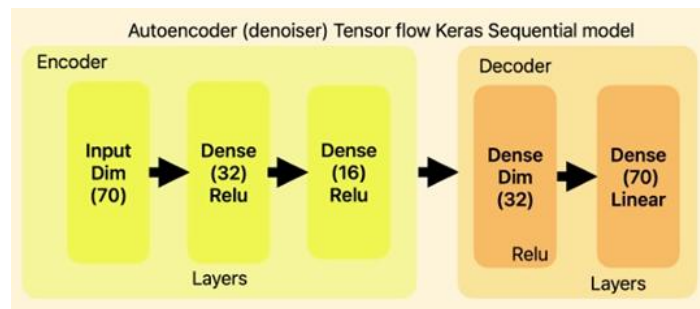 Autoencoder (denoiser) Tensor flow Keras Sequential model
Encoder
Input
Dim
(70)
Dense
(32)
Relu
Dense
(16)
Relu
Layers
Decoder
Dense
Dim
(32)
Relu
Dense
(70)
Linear
Layers